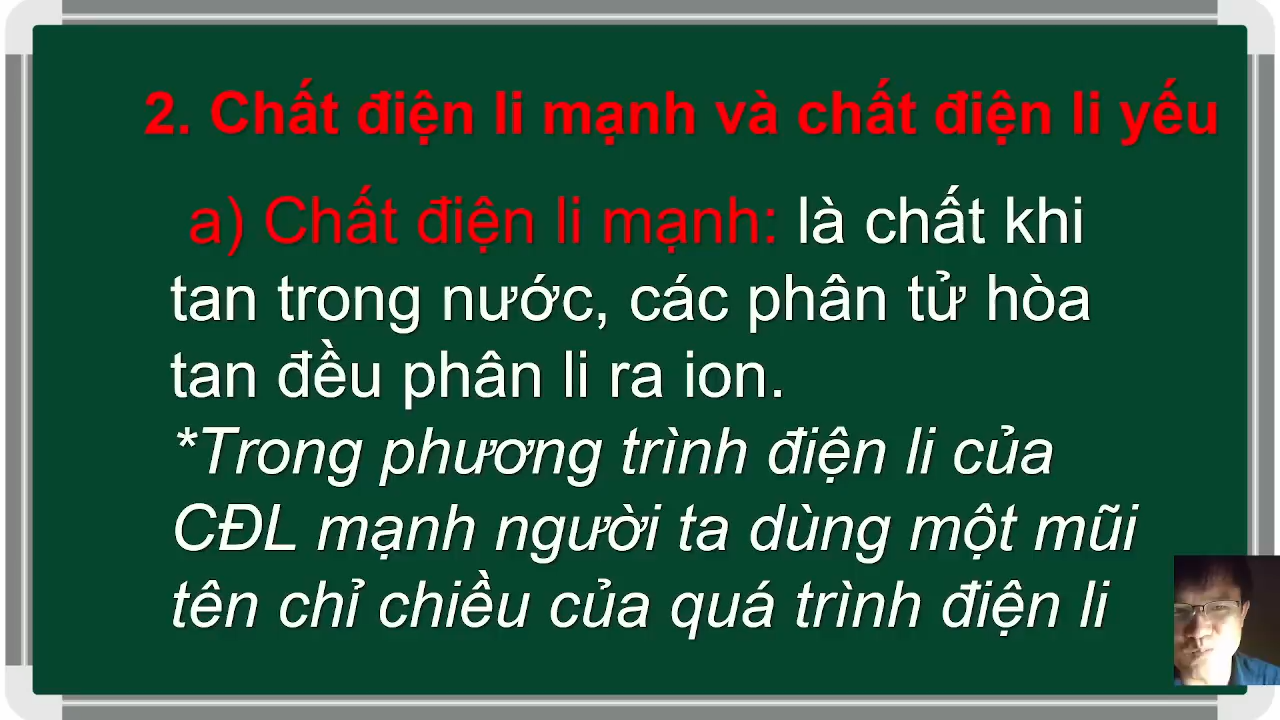 2. Chất điện li mạnh và chất điện li yếu
a) Chất điện li mạnh: là chất khi
tan trong nước, các phân tử hòa
tan đều phân li ra ion.
*Trong phương trình điện li của
CĐL mạnh người ta dùng một mũi
tên chỉ chiều của quá trình điện li